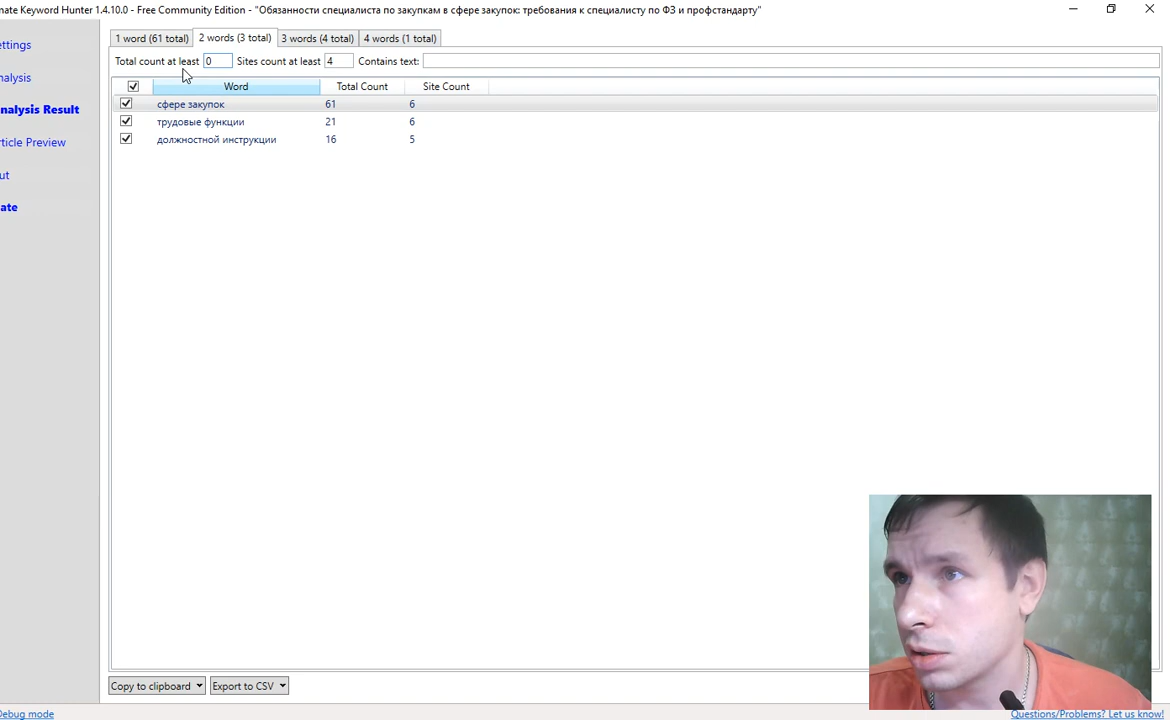 nate Keyword Hunter 1.4.10.0 - Free Community Edition - "Обязанности специалиста по закупкам в сфере закупок: требования к специалисту по ФЗ и профстандарту"
ettings
nalysis
nalysis Result
rticle Preview
ut
ate
1 word (61 total) 2 words (3 total) 3 words (4 total) 4 words (1 total)
Total count at least 0 Sites count at least 4 Contains text:
Word Total Count Site Count
сфере закупок 61 6
трудовые функции 21 6
должностной инструкции 16 5
Copy to clipboard Export to CSV
Debug mode Questions/Problems? Let us know!